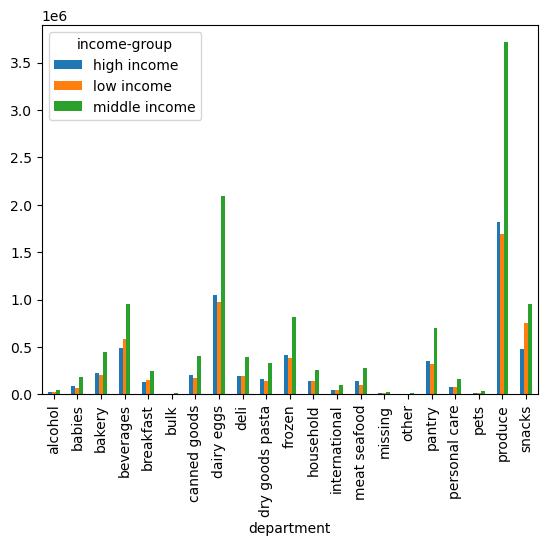 1e6
income-group
high income
low income
middle income
3.5
3.0
2.5
2.0
1.5
1.0
0.5
0.0
alcohol
babies
bakery
beverages
breakfast
bulk
canned goods
dairy eggs
deli
dry goods pasta
frozen
household
international
meat seafood
missing
other
pantry
personal care
pets
produce
snacks
department